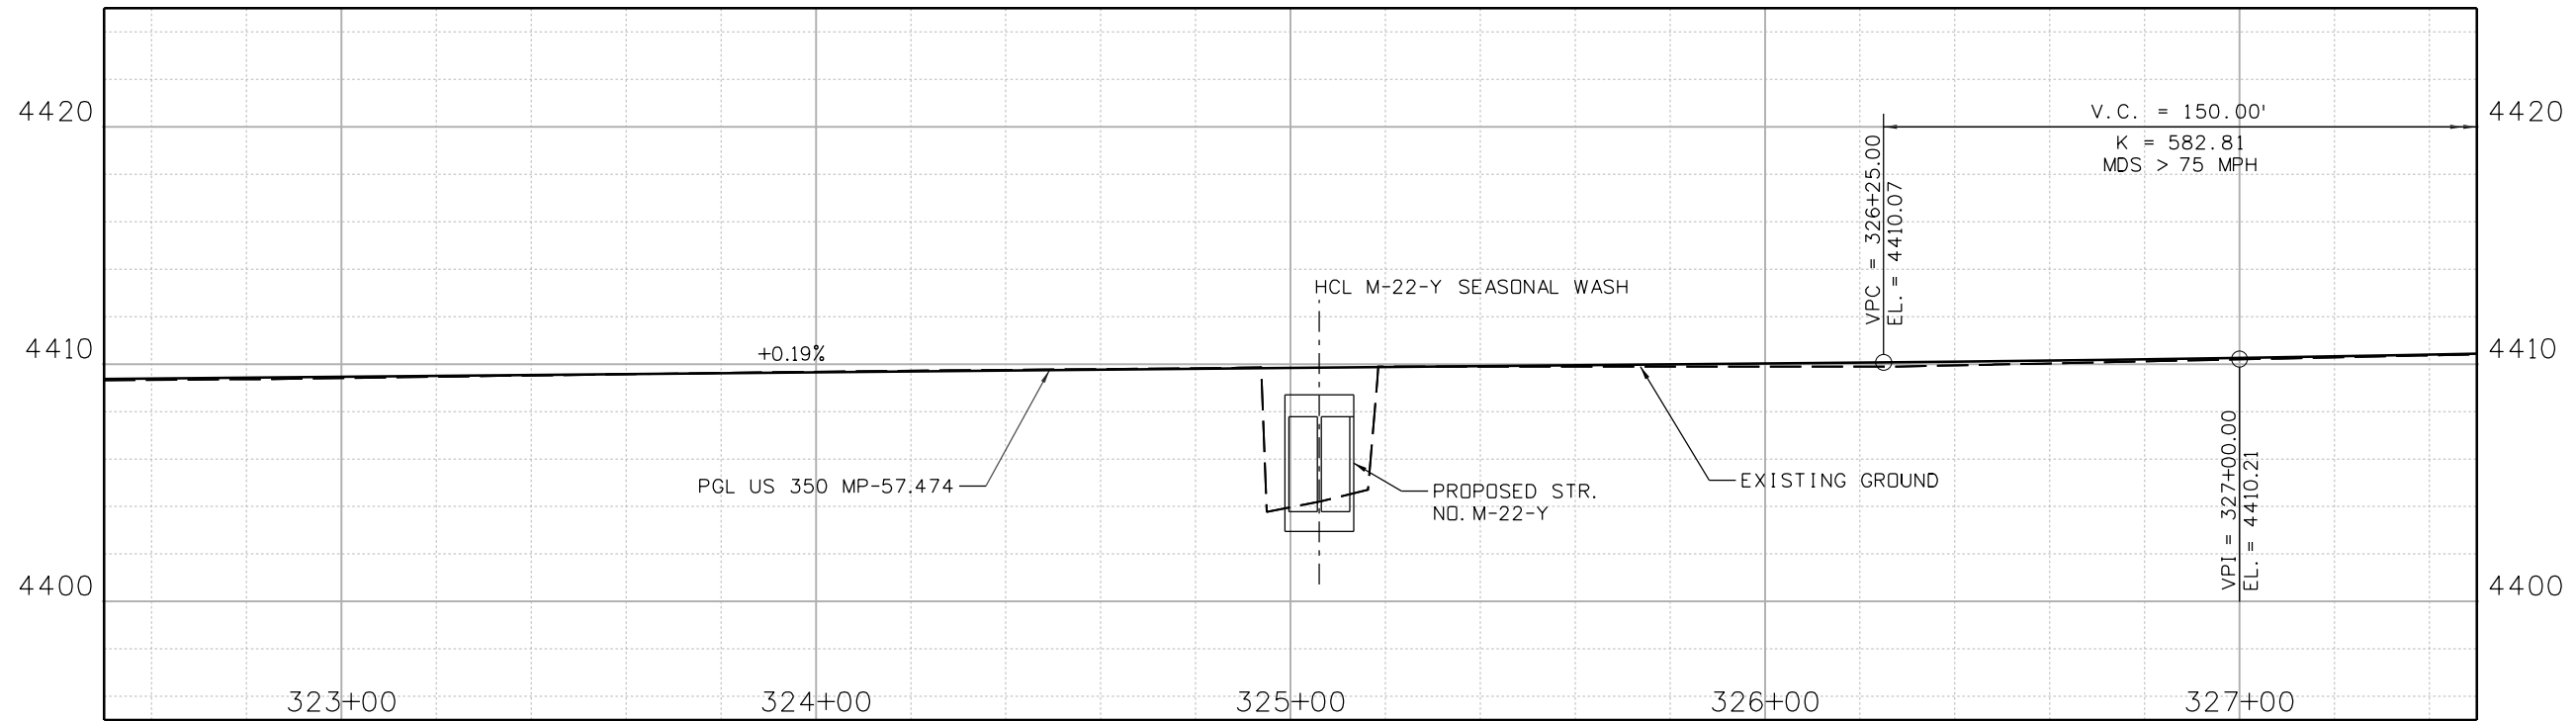 4420
V.C. = 150.00'
4420
K = 582.81
MDS > 75 MPH
VPC = 326+25.00
EL. = 4410.07
HCL M-22-Y SEASONAL WASH
4410
+0.19%
4410
PGL US 350 MP-57.474
PROPOSED STR.
NO. M-22-Y
EXISTING GROUND
VPI = 327+00.00
EL. = 4410.21
4400
4400
323+00
324+00
325+00
326+00
327+00